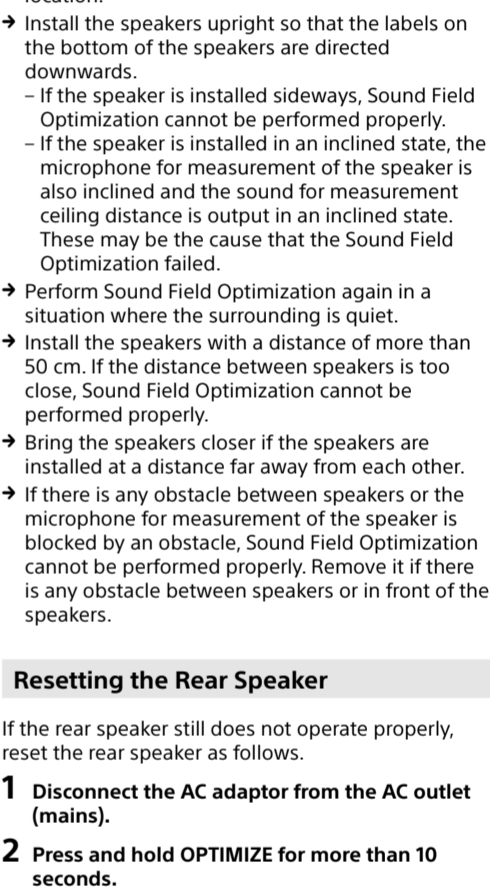 location.
→ Install the speakers upright so that the labels on
the bottom of the speakers are directed
downwards.
– If the speaker is installed sideways, Sound Field
Optimization cannot be performed properly.
– If the speaker is installed in an inclined state, the
microphone for measurement of the speaker is
also inclined and the sound for measurement
ceiling distance is output in an inclined state.
These may be the cause that the Sound Field
Optimization failed.
→ Perform Sound Field Optimization again in a
situation where the surrounding is quiet.
→ Install the speakers with a distance of more than
50 cm. If the distance between speakers is too
close, Sound Field Optimization cannot be
performed properly.
→ Bring the speakers closer if the speakers are
installed at a distance far away from each other.
→ If there is any obstacle between speakers or the
microphone for measurement of the speaker is
blocked by an obstacle, Sound Field Optimization
cannot be performed properly. Remove it if there
is any obstacle between speakers or in front of the
speakers.
Resetting the Rear Speaker
If the rear speaker still does not operate properly,
reset the rear speaker as follows.
1 Disconnect the AC adaptor from the AC outlet
(mains).
2 Press and hold OPTIMIZE for more than 10
seconds.